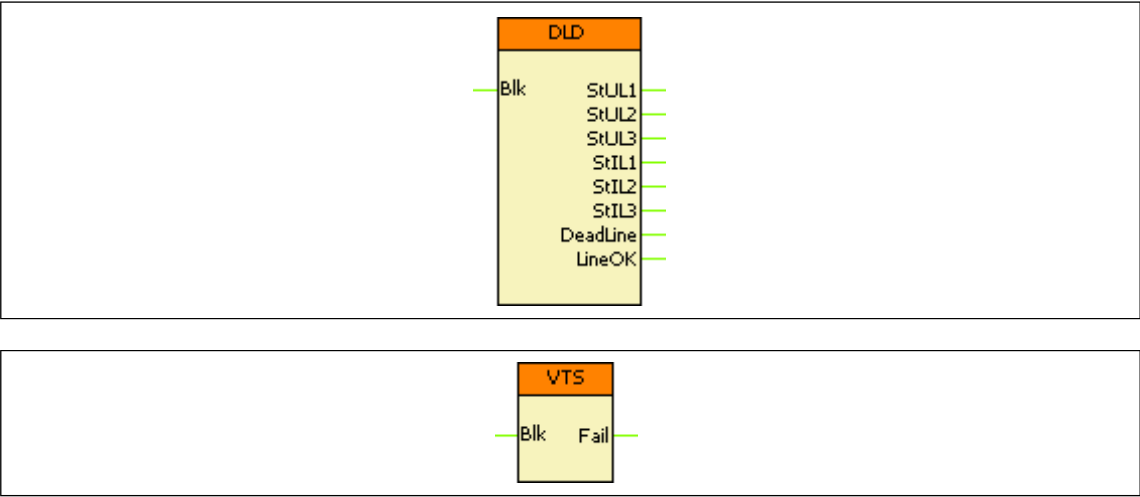 DLD
Blk StUL1
StUL2
StUL3
StIL1
StIL2
StIL3
DeadLine
LineOK
VTS
Blk Fail